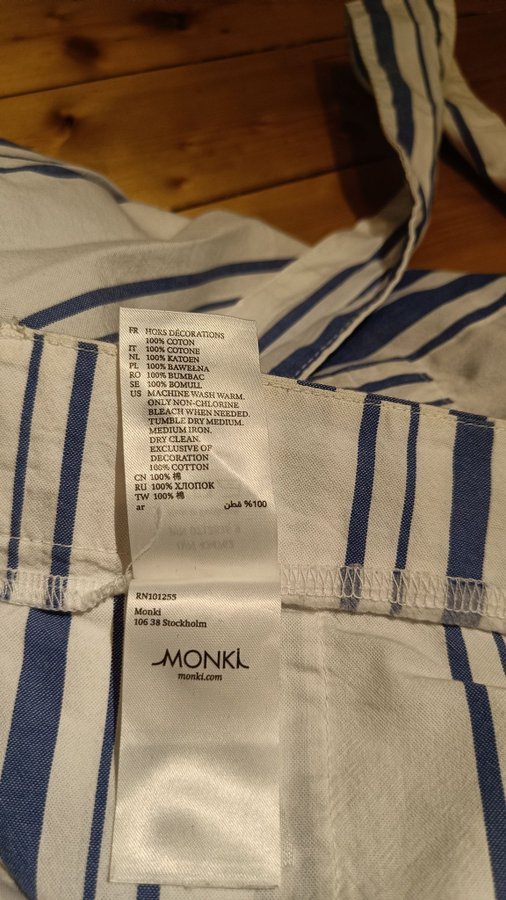 FR HORS DÉCORATIONS
100% COTON
IT 100% COTONE
NL 100% KATOEN
PL 100% BAWEŁNA
RO 100% BUMBAC
SE 100% BOMULL
US MACHINE WASH WARM.
ONLY NON-CHLORINE
BLEACH WHEN NEEDED.
TUMBLE DRY MEDIUM.
MEDIUM IRON.
DRY CLEAN.
EXCLUSIVE OF
DECORATION
100% COTTON
CN 100% 棉
RU 100% ХЛОПОК
TW 100% 棉
ar 100% قطن
RN101255
Monki
106 38 Stockholm
MONKI
monki.com